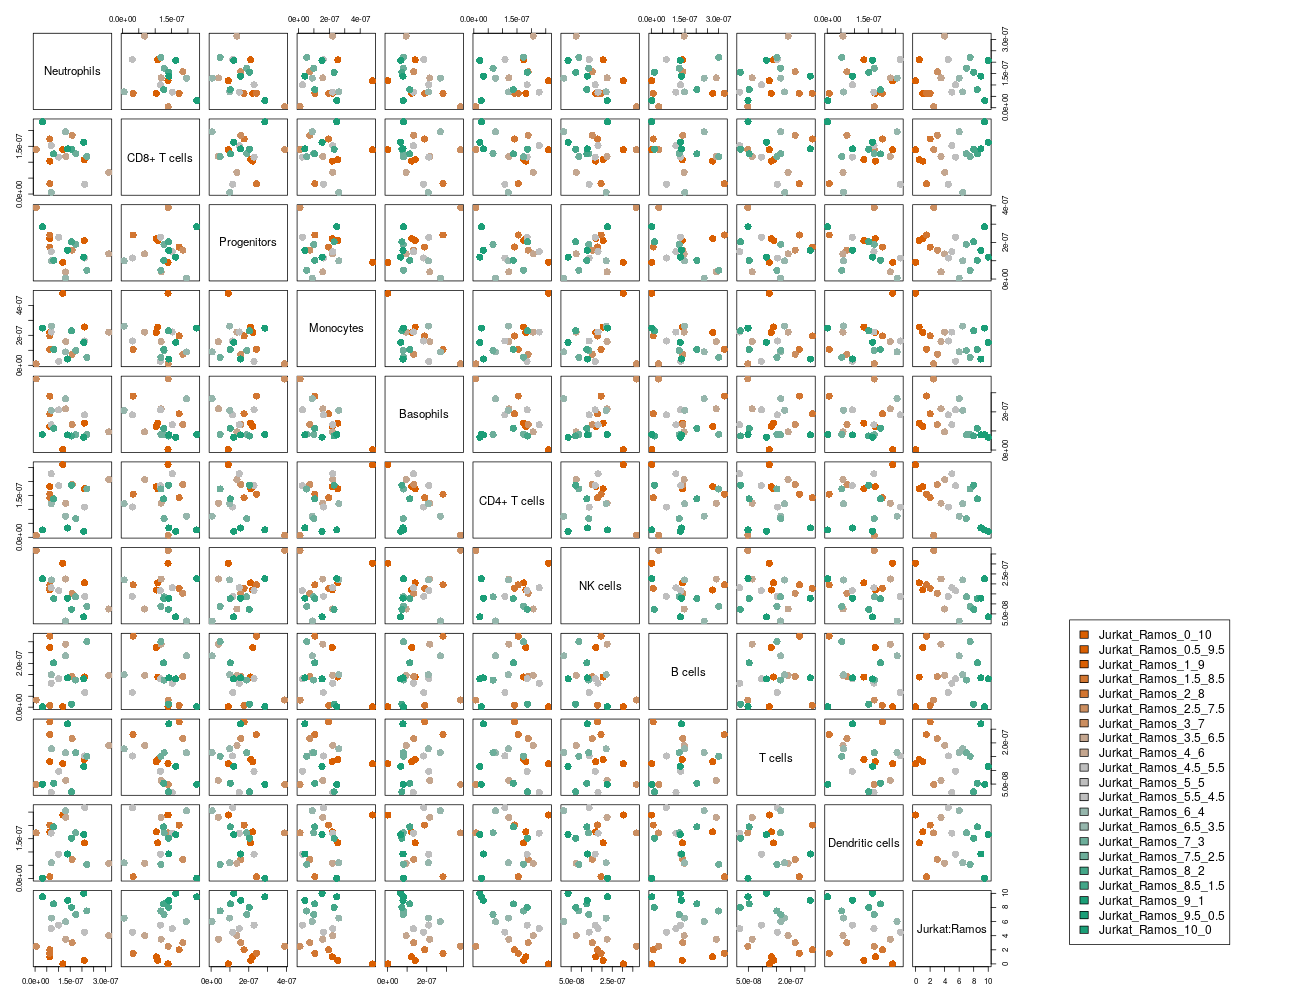 0.0e+00 1.5e-07 0e+00 2e-07 4e-07 0.0e+00 1.5e-07 0.0e+00 1.5e-07 3.0e-07 0.0e+00 1.5e-07
Neutrophils
0.0e+00 1.5e-07 3.0e-07
CD8+ T cells
0.0e+00 1.5e-07
Progenitors
0e+00 2e-07 4e-07
Monocytes
0e+00 2e-07 4e-07
Basophils
0e+00 2e-07
CD4+ T cells
0.0e+00 1.5e-07
NK cells
5.0e-08 2.5e-07
B cells
0.0e+00 2.0e-07
T cells
5.0e-08 2.0e-07
Dendritic cells
0.0e+00 1.5e-07
Jurkat:Ramos
0 2 4 6 8 10
0.0e+00 1.5e-07 3.0e-07 0e+00 2e-07 4e-07 0e+00 2e-07 5.0e-08 2.5e-07 5.0e-08 2.0e-07 0 2 4 6 8 10
Jurkat_Ramos_0_10
Jurkat_Ramos_0.5_9.5
Jurkat_Ramos_1_9
Jurkat_Ramos_1.5_8.5
Jurkat_Ramos_2_8
Jurkat_Ramos_2.5_7.5
Jurkat_Ramos_3_7
Jurkat_Ramos_3.5_6.5
Jurkat_Ramos_4_6
Jurkat_Ramos_4.5_5.5
Jurkat_Ramos_5_5
Jurkat_Ramos_5.5_4.5
Jurkat_Ramos_6_4
Jurkat_Ramos_6.5_3.5
Jurkat_Ramos_7_3
Jurkat_Ramos_7.5_2.5
Jurkat_Ramos_8_2
Jurkat_Ramos_8.5_1.5
Jurkat_Ramos_9_1
Jurkat_Ramos_9.5_0.5
Jurkat_Ramos_10_0